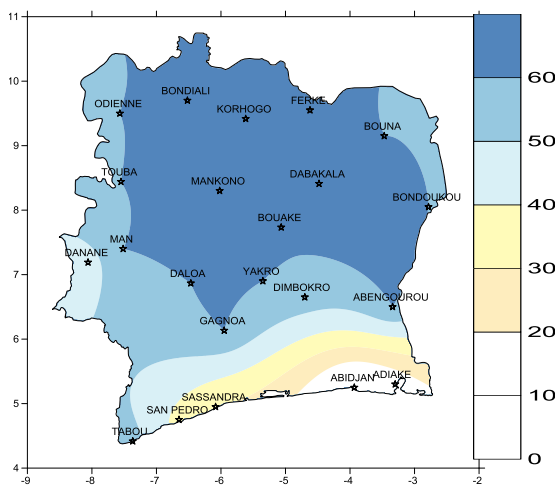 11
10
9
8
7
6
5
4
-9
-8
-7
-6
-5
-4
-3
-2
BONDIALI
ODIENNE
KORHOGO
FERKE
BOUNA
TOUBA
MANKONO
DABAKALA
BONDOUKOU
BOUAKE
MAN
DANANE
DALOA
YAKRO
DIMBOKRO
ABENGOUROU
GAGNOA
ABIDJAN
ADIAKE
SASSANDRA
SAN PEDRO
TABOU
60
50
40
30
20
0